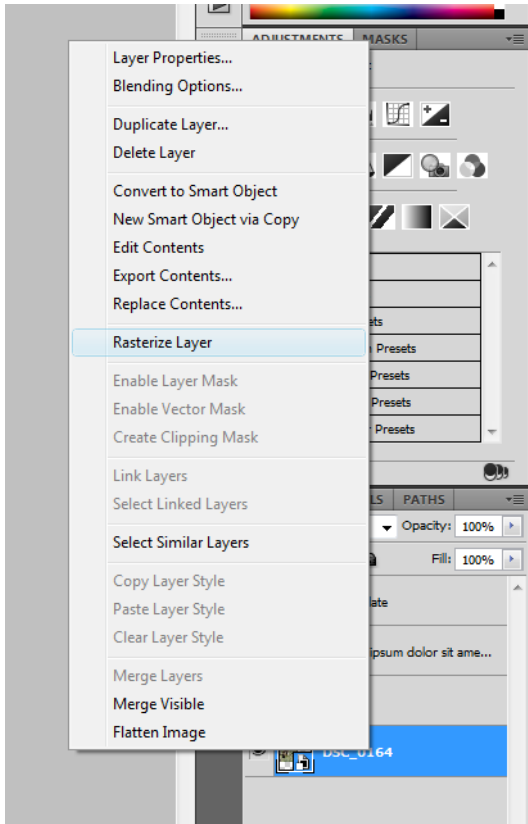 ADJUSTMENTS MASKS
Layer Properties...
Blending Options...
Duplicate Layer...
Delete Layer
Convert to Smart Object
New Smart Object via Copy
Edit Contents
Export Contents...
Replace Contents...
Presets
Rasterize Layer
Presets
Presets
Enable Layer Mask
Enable Vector Mask
Presets
Create Clipping Mask
Link Layers
Select Linked Layers
PATHS
Opacity: 100%
Select Similar Layers
Fill: 100%
Copy Layer Style
Paste Layer Style
Clear Layer Style
ipsum dolor sit ame...
Merge Layers
Merge Visible
Flatten Image
DSC_0164